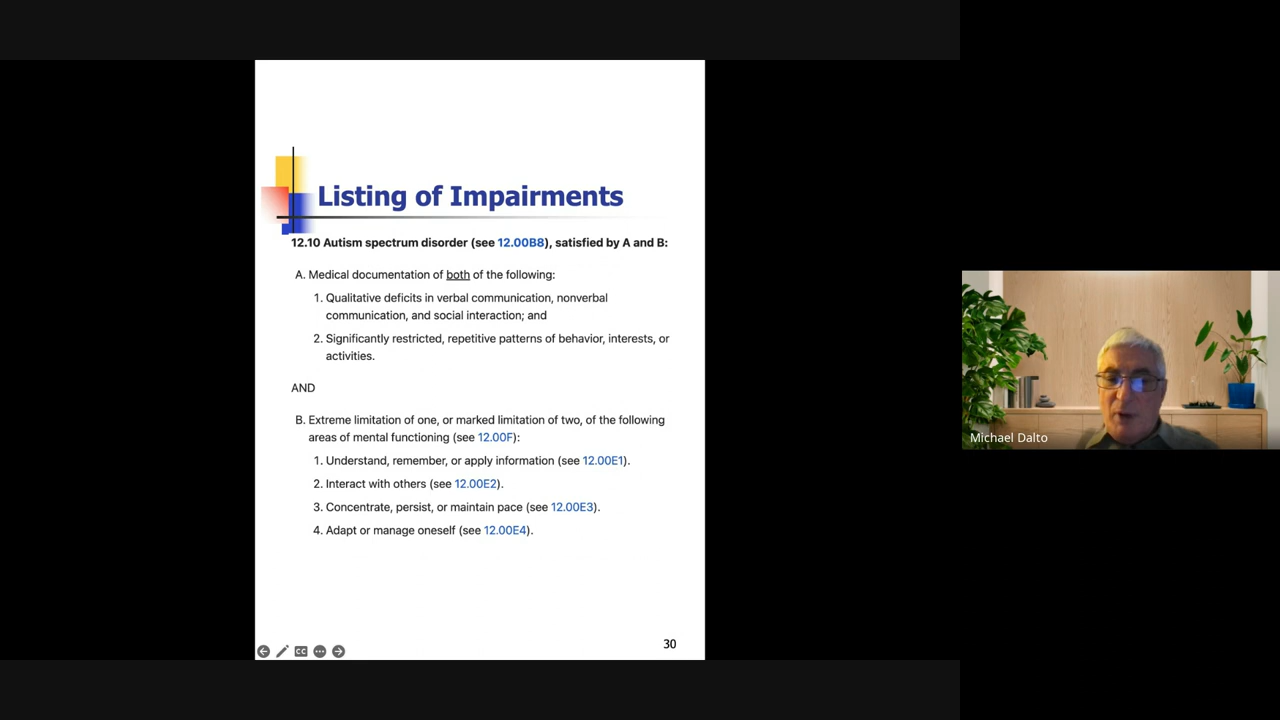 Listing of Impairments
12.10 Autism spectrum disorder (see 12.00B8), satisfied by A and B:
A. Medical documentation of both of the following:
1. Qualitative deficits in verbal communication, nonverbal
communication, and social interaction; and
2. Significantly restricted, repetitive patterns of behavior, interests, or
activities.
AND
B. Extreme limitation of one, or marked limitation of two, of the following
areas of mental functioning (see 12.00F):
1. Understand, remember, or apply information (see 12.00E1).
2. Interact with others (see 12.00E2).
3. Concentrate, persist, or maintain pace (see 12.00E3).
4. Adapt or manage oneself (see 12.00E4).
CC
30
Michael Dalto